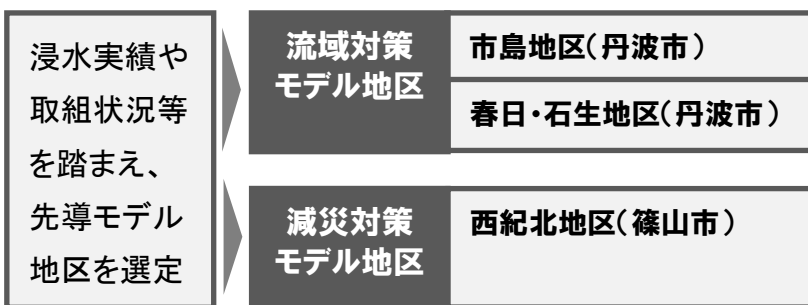 浸水実績や
取組状況等
を踏まえ、
先導モデル
地区を選定
流域対策
モデル地区
市島地区(丹波市)
春日・石生地区(丹波市)
減災対策
モデル地区
西紀北地区(篠山市)